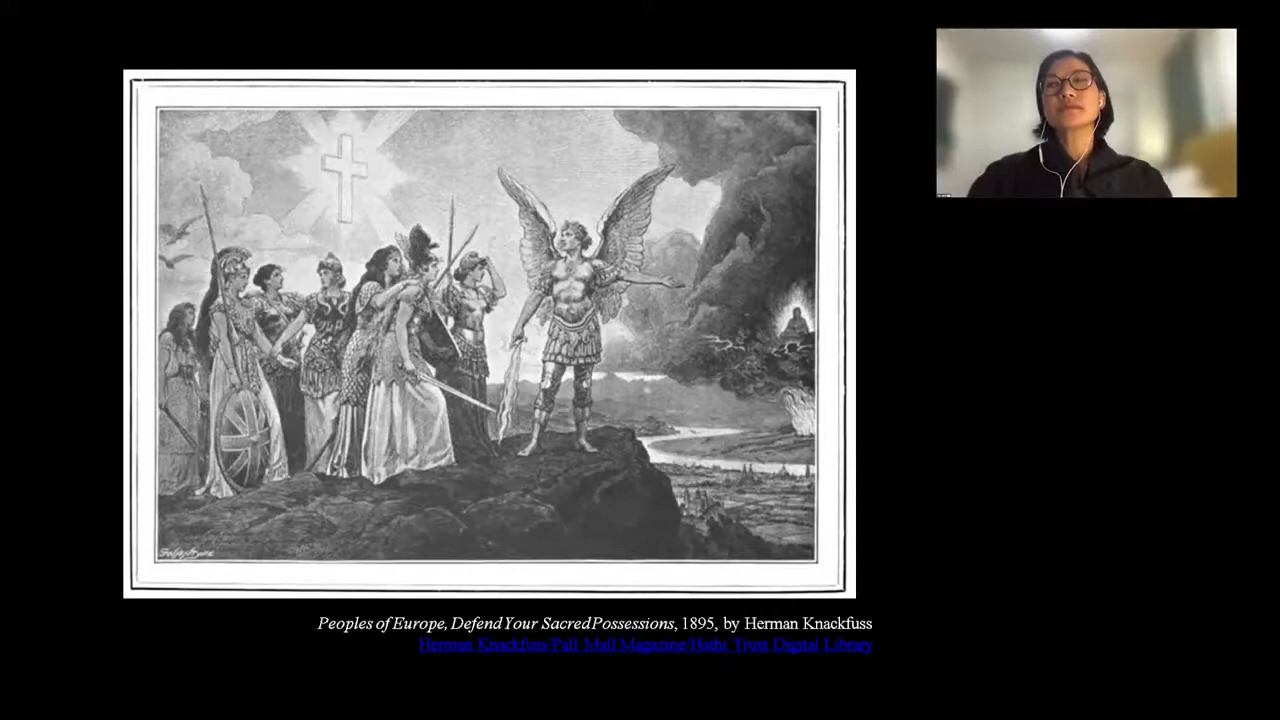 Peoples of Europe, Defend Your Sacred Possessions, 1895, by Herman Knackfuss
Herman Knackfuss/Pall Mall Magazine/Hathi Trust Digital Library